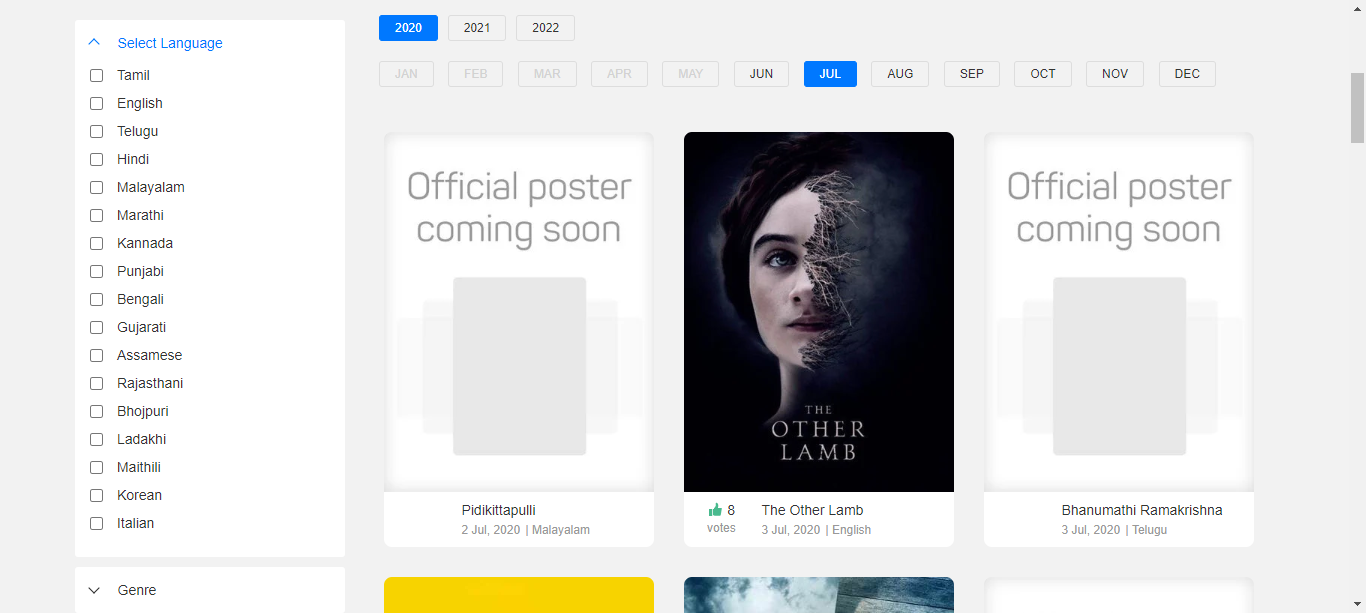 Select Language
Tamil
English
Telugu
Hindi
Malayalam
Marathi
Kannada
Punjabi
Bengali
Gujarati
Assamese
Rajasthani
Bhojpuri
Ladakhi
Maithili
Korean
Italian
Genre
2020 2021 2022
JAN FEB MAR APR MAY JUN JUL AUG SEP OCT NOV DEC
Official poster
coming soon
Pidikittapulli
2 Jul, 2020 | Malayalam
THE
OTHER
LAMB
8
votes
The Other Lamb
3 Jul, 2020 | English
Official poster
coming soon
Bhanumathi Ramakrishna
3 Jul, 2020 | Telugu